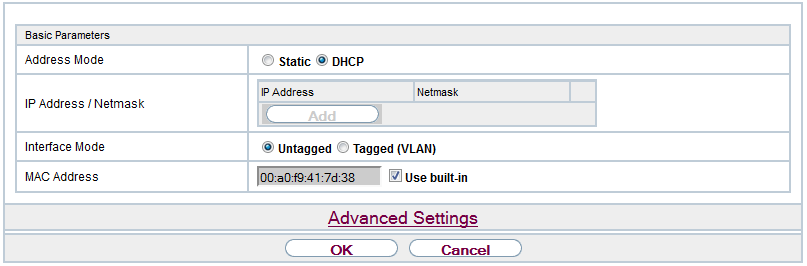 Basic Parameters
Address Mode Static DHCP
IP Address / Netmask
IP Address Netmask
Add
Interface Mode Untagged Tagged (VLAN)
MAC Address 00:a0:f9:41:7d:38 Use built-in
Advanced Settings
OK Cancel